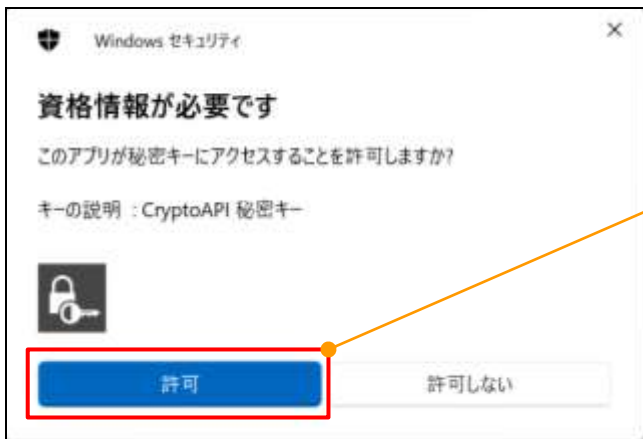 Windows セキュリティ
資格情報が必要です
このアプリが秘密キーにアクセスすることを許可しますか?
キーの説明 : CryptoAPI 秘密キー
許可
許可しない